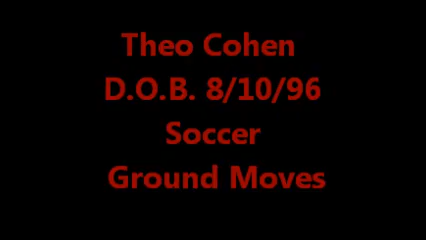 Theo Cohen
D.O.B. 8/10/96
Soccer
Ground Moves